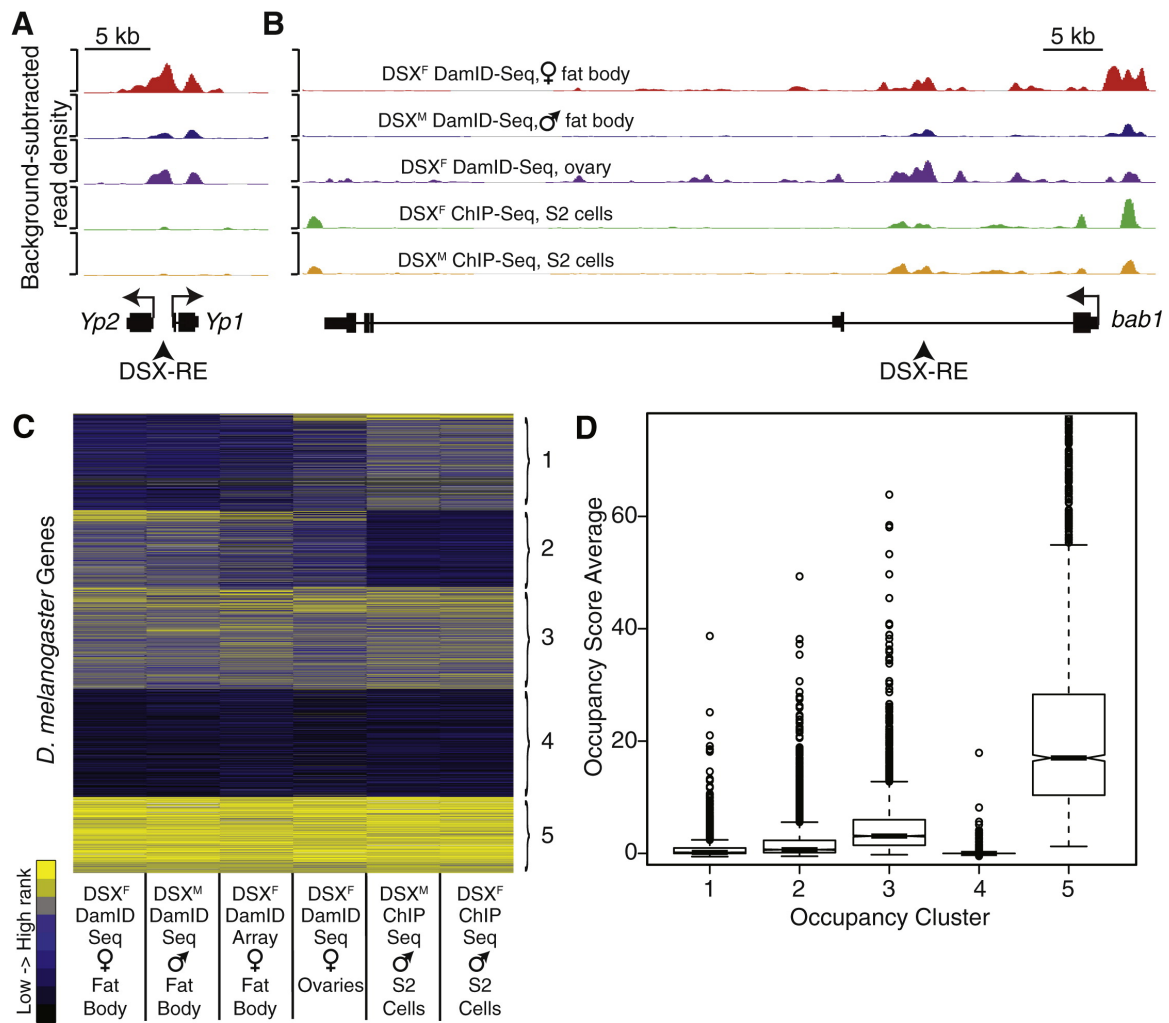 A
B
5 kb
5 kb
Background-subtracted
read density
DSXF DamID-Seq,♀ fat body
DSXM DamID-Seq,♂ fat body
DSXF DamID-Seq, ovary
DSXF ChIP-Seq, S2 cells
DSXM ChIP-Seq, S2 cells
Yp2
Yp1
bab1
DSX-RE
DSX-RE
C
D. melanogaster Genes
1
2
3
4
5
Low -> High rank
DSXF DamID Seq ♀ Fat Body
DSXM DamID Seq ♂ Fat Body
DSXF DamID Array ♀ Fat Body
DSXF DamID Seq ♀ Ovaries
DSXM ChIP Seq ♂ S2 Cells
DSXF ChIP Seq ♂ S2 Cells
D
Occupancy Score Average
60
40
20
0
1 2 3 4 5
Occupancy Cluster